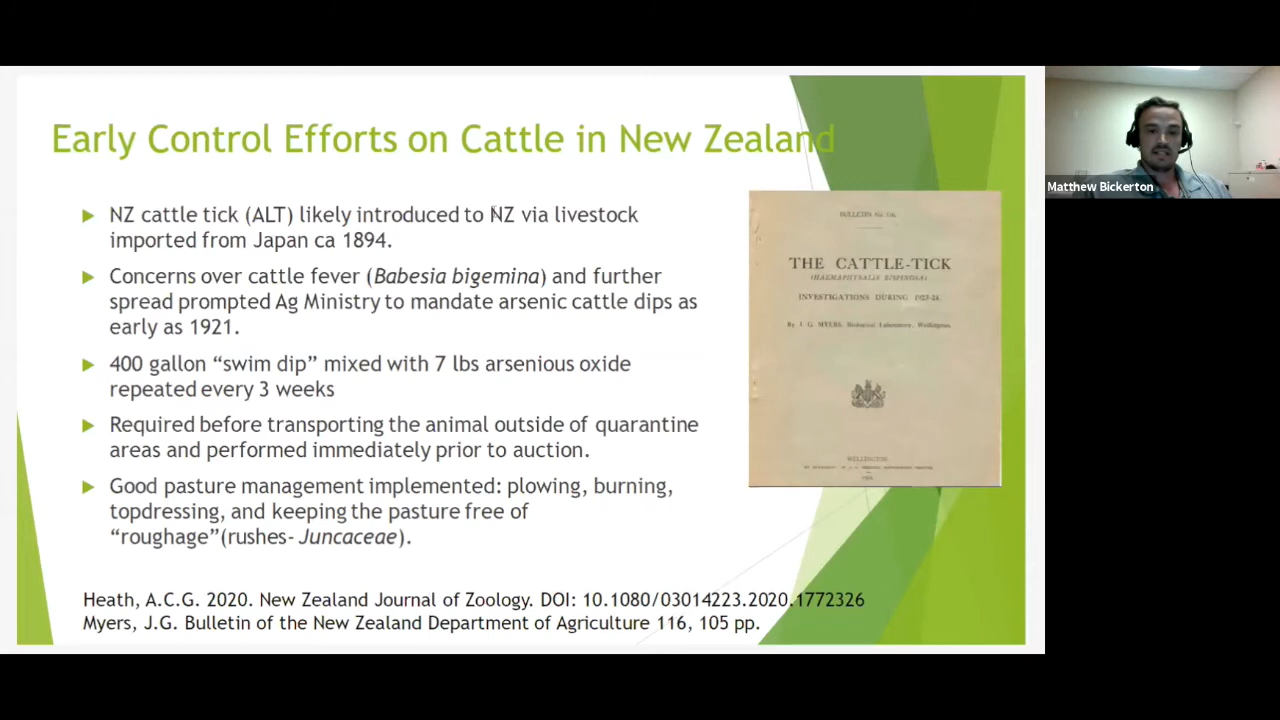 Early Control Efforts on Cattle in New Zealand
NZ cattle tick (ALT) likely introduced to NZ via livestock
imported from Japan ca 1894.
Concerns over cattle fever (Babesia bigemina) and further
spread prompted Ag Ministry to mandate arsenic cattle dips as
early as 1921.
400 gallon “swim dip” mixed with 7 lbs arsenious oxide
repeated every 3 weeks
Required before transporting the animal outside of quarantine
areas and performed immediately prior to auction.
Good pasture management implemented: plowing, burning,
topdressing, and keeping the pasture free of
“roughage”(rushes- Juncaceae).
Heath, A.C.G. 2020. New Zealand Journal of Zoology. DOI: 10.1080/03014223.2020.1772326
Myers, J.G. Bulletin of the New Zealand Department of Agriculture 116, 105 pp.
BULLETIN No.
THE CATTLE-TICK
(HAEMAPHYSALIS BISPINOSA)
INVESTIGATIONS DURING 1923-24.
By J. G. MYERS, Biological Laboratory, Wellington.
WELLINGTON
Matthew Bickerton